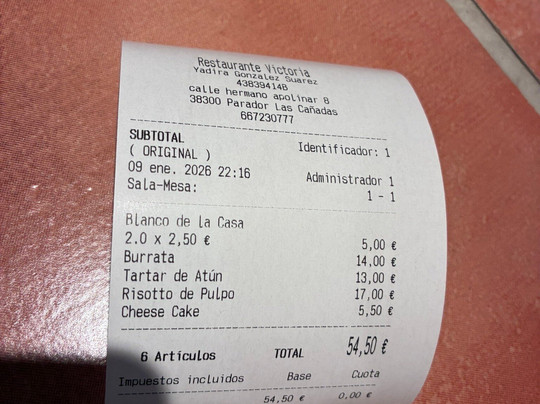 Restaurante Victoria
Yadira Gonzalez Suarez
43839414B
calle hermano apolinar 8
38300 Parador Las Cañadas
667230777
SUBTOTAL
( ORIGINAL ) Identificador: 1
09 ene. 2026 22:16 Administrador 1
Sala-Mesa: 1 - 1
Blanco de la Casa
2.0 x 2,50 € 5,00 €
Burrata 14,00 €
Tartar de Atún 13,00 €
Risotto de Pulpo 17,00 €
Cheese Cake 5,50 €
6 Artículos TOTAL 54,50 €
Impuestos incluidos Base Cuota
54,50 € 0,00 €